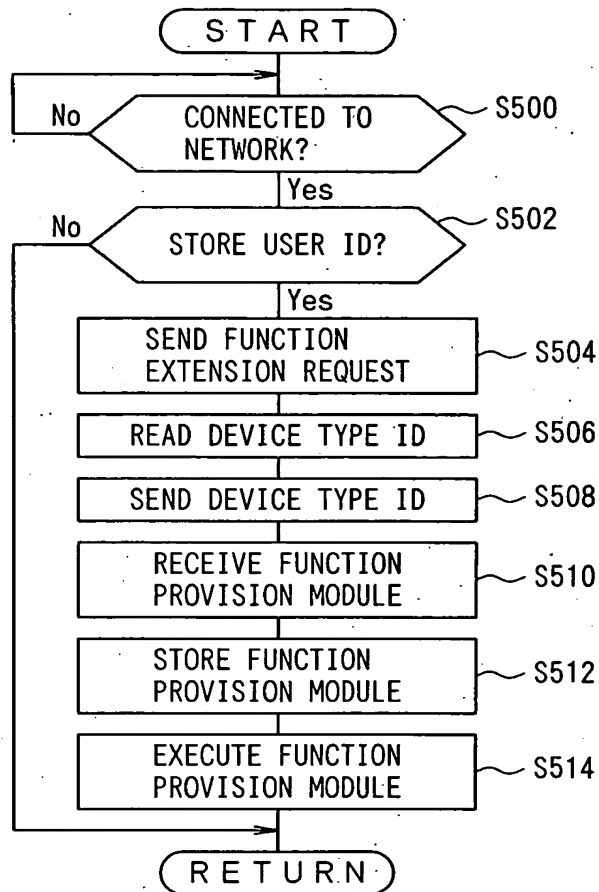 START
No
CONNECTED TO
NETWORK?
S500
Yes
No
STORE USER ID?
S502
Yes
SEND FUNCTION
EXTENSION REQUEST
S504
READ DEVICE TYPE ID
S506
SEND DEVICE TYPE ID
S508
RECEIVE FUNCTION
PROVISION MODULE
S510
STORE FUNCTION
PROVISION MODULE
S512
EXECUTE FUNCTION
PROVISION MODULE
S514
RETURN